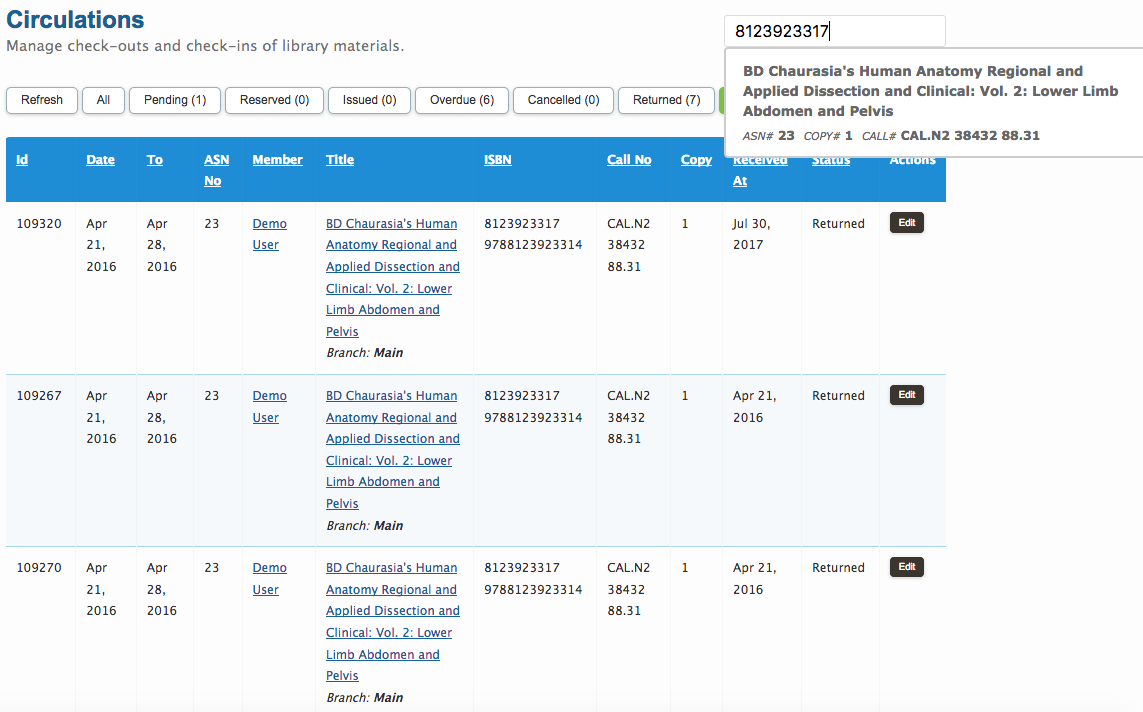 Circulations
Manage check-outs and check-ins of library materials.
8123923317
BD Chaurasia's Human Anatomy Regional and
Applied Dissection and Clinical: Vol. 2: Lower Limb
Abdomen and Pelvis
ASN# 23 COPY# 1 CALL# CAL.N2 38432 88.31
Refresh All Pending (1) Reserved (0) Issued (0) Overdue (6) Cancelled (0) Returned (7)
Id Date To ASN Member Title ISBN Call No Copy Received Status Actions
No At
109320 Apr Apr 23 Demo BD Chaurasia's Human 8123923317 CAL.N2 1 Jul 30, Returned Edit
21, 28, User Anatomy Regional and 9788123923314 38432 2017
2016 2016 Applied Dissection and 88.31
Clinical: Vol. 2: Lower
Limb Abdomen and
Pelvis
Branch: Main
109267 Apr Apr 23 Demo BD Chaurasia's Human 8123923317 CAL.N2 1 Apr 21, Returned Edit
21, 28, User Anatomy Regional and 9788123923314 38432 2016
2016 2016 Applied Dissection and 88.31
Clinical: Vol. 2: Lower
Limb Abdomen and
Pelvis
Branch: Main
109270 Apr Apr 23 Demo BD Chaurasia's Human 8123923317 CAL.N2 1 Apr 21, Returned Edit
21, 28, User Anatomy Regional and 9788123923314 38432 2016
2016 2016 Applied Dissection and 88.31
Clinical: Vol. 2: Lower
Limb Abdomen and
Pelvis
Branch: Main